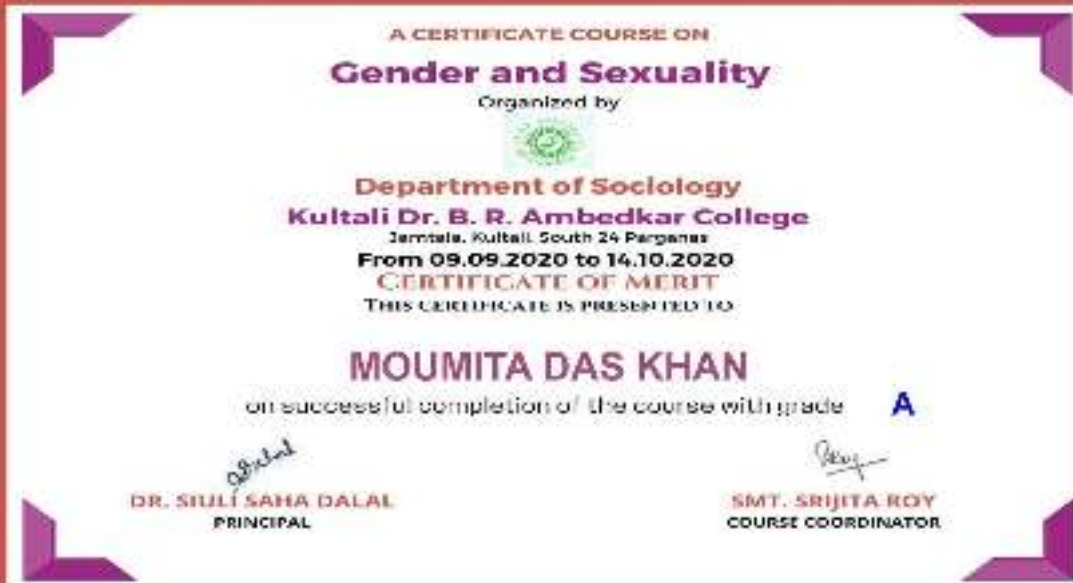 A CERTIFICATE COURSE ON
Gender and Sexuality
Organized by
Department of Sociology
Kultali Dr. B. R. Ambedkar College
Jamtala, Kultali, South 24 Parganas
From 09.09.2020 to 14.10.2020
CERTIFICATE OF MERIT
THIS CERTIFICATE IS PRESENTED TO
MOUMITA DAS KHAN
on successful completion of the course with grade A
DR. SIULI SAHA DALAL
PRINCIPAL
SMT. SRIJITA ROY
COURSE COORDINATOR